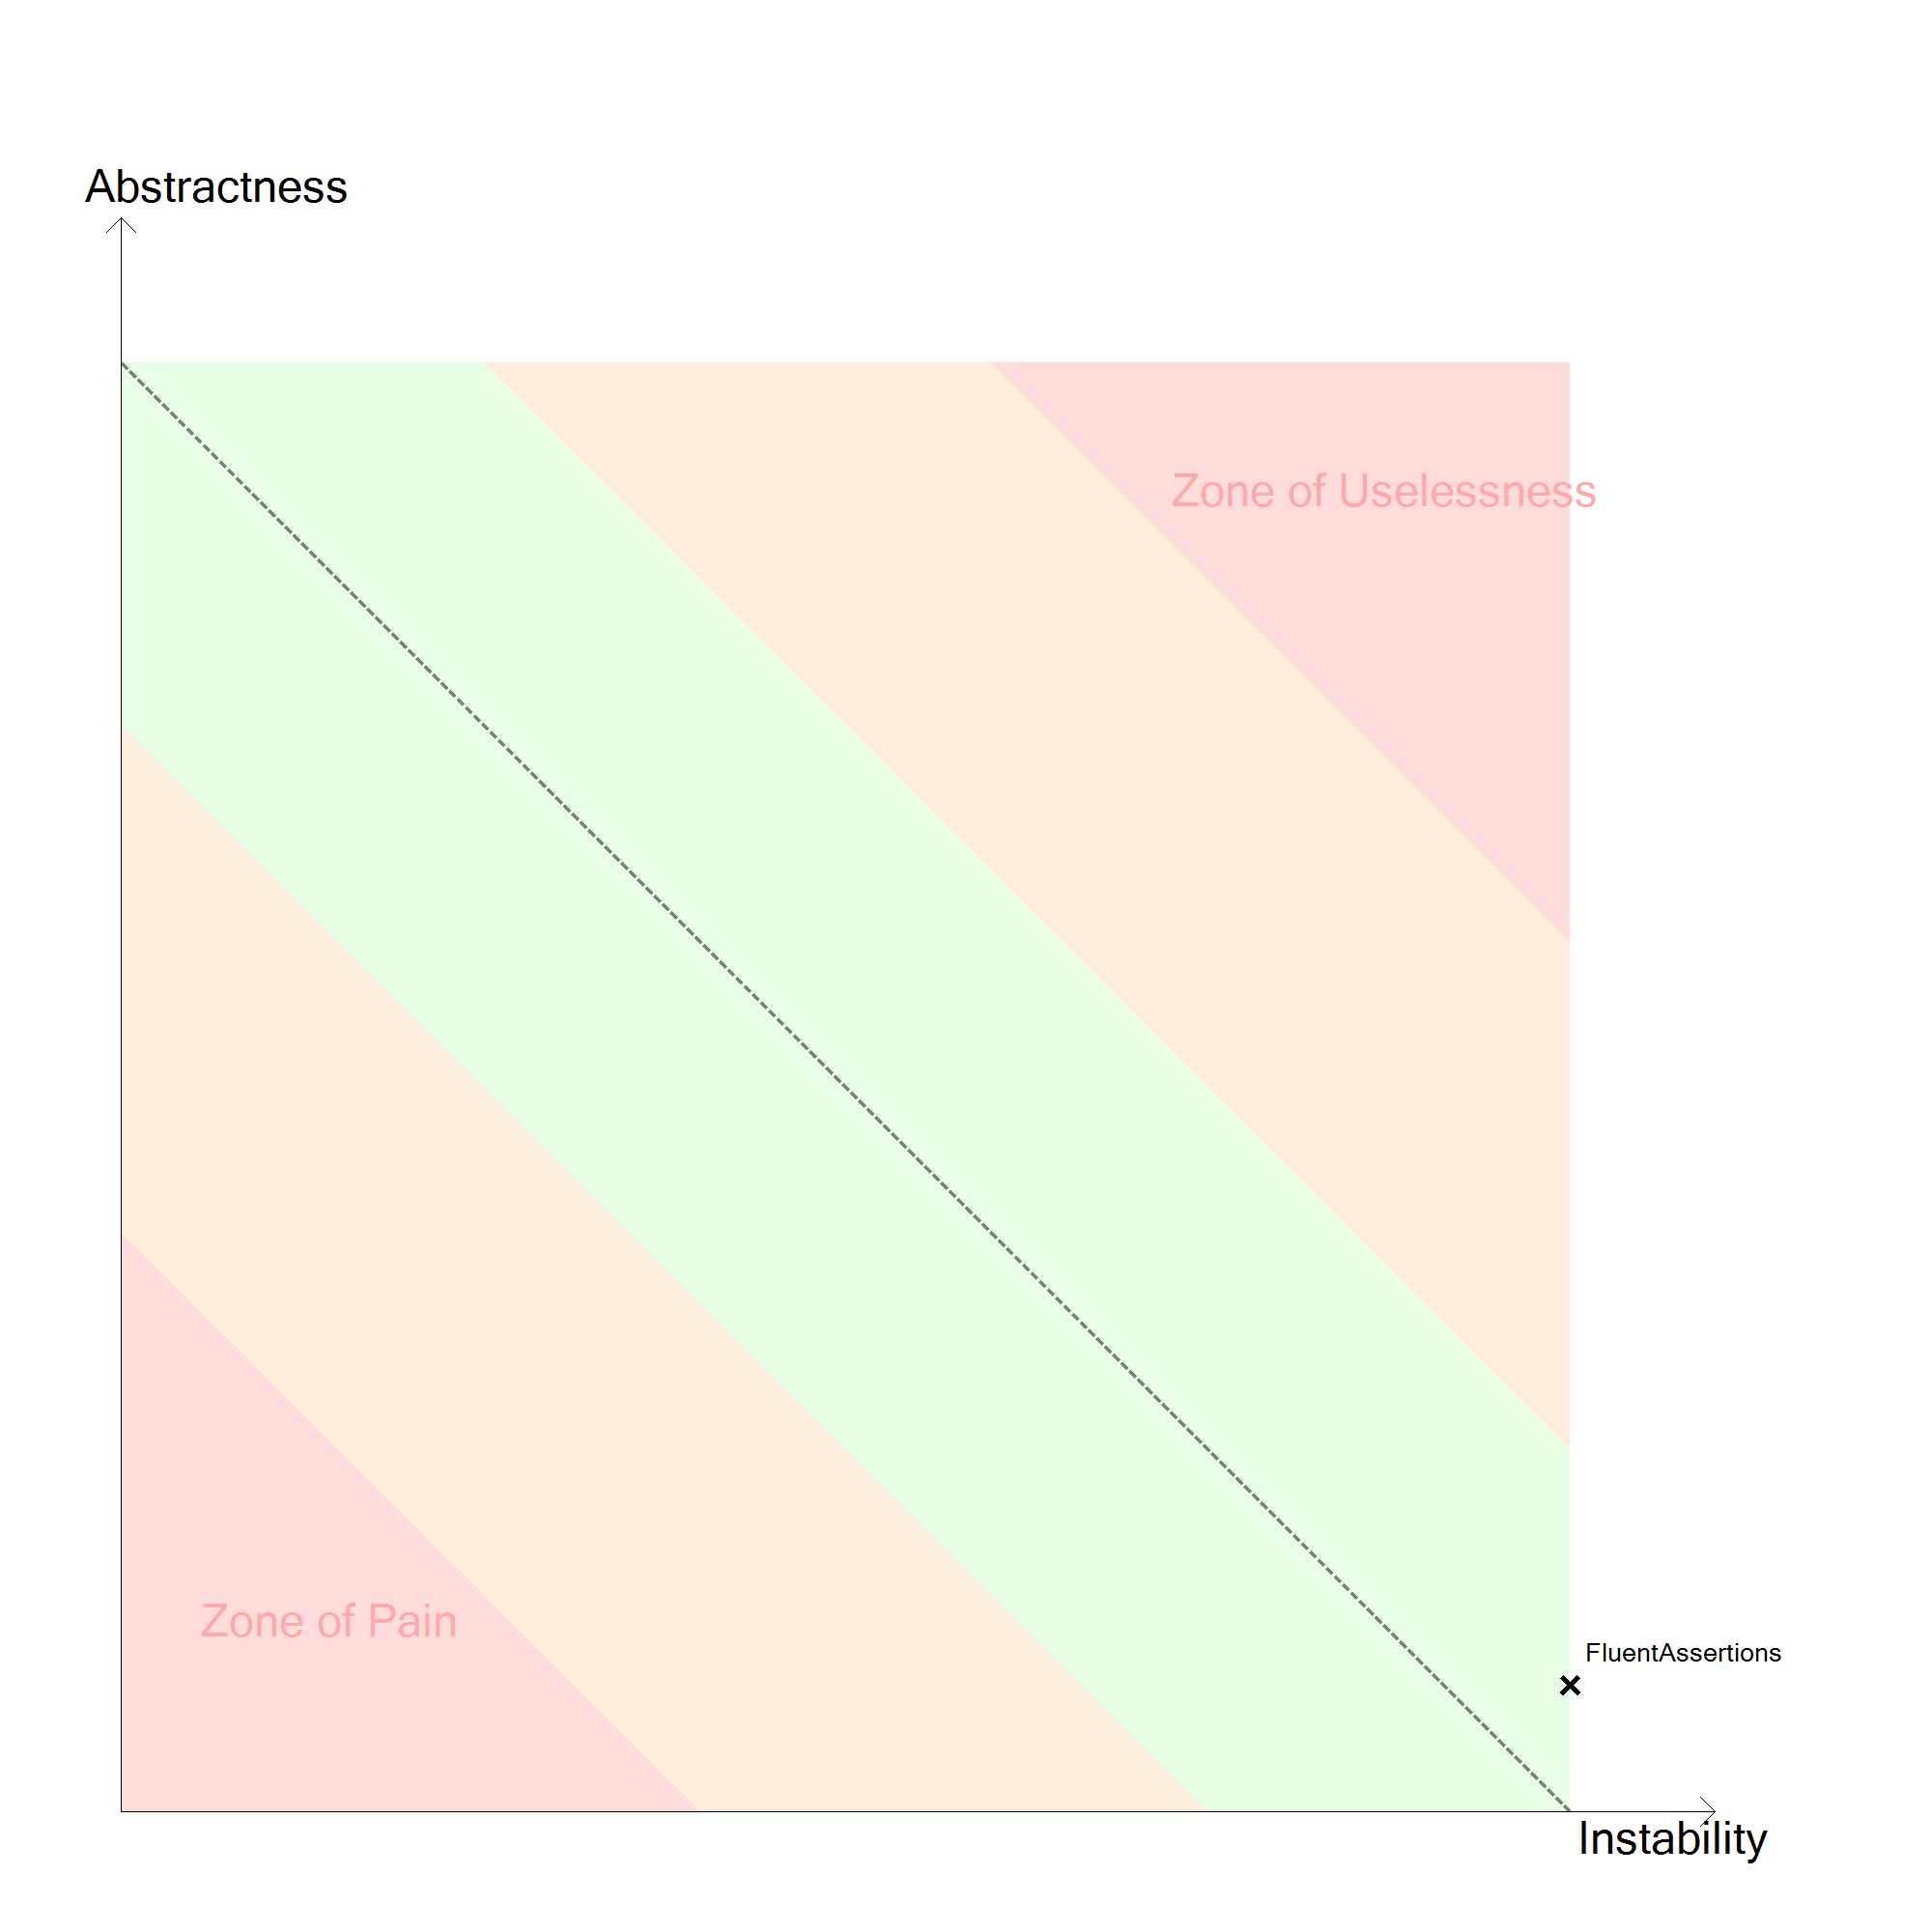 Abstractness
Zone of Uselessness
Zone of Pain
FluentAssertions
Instability